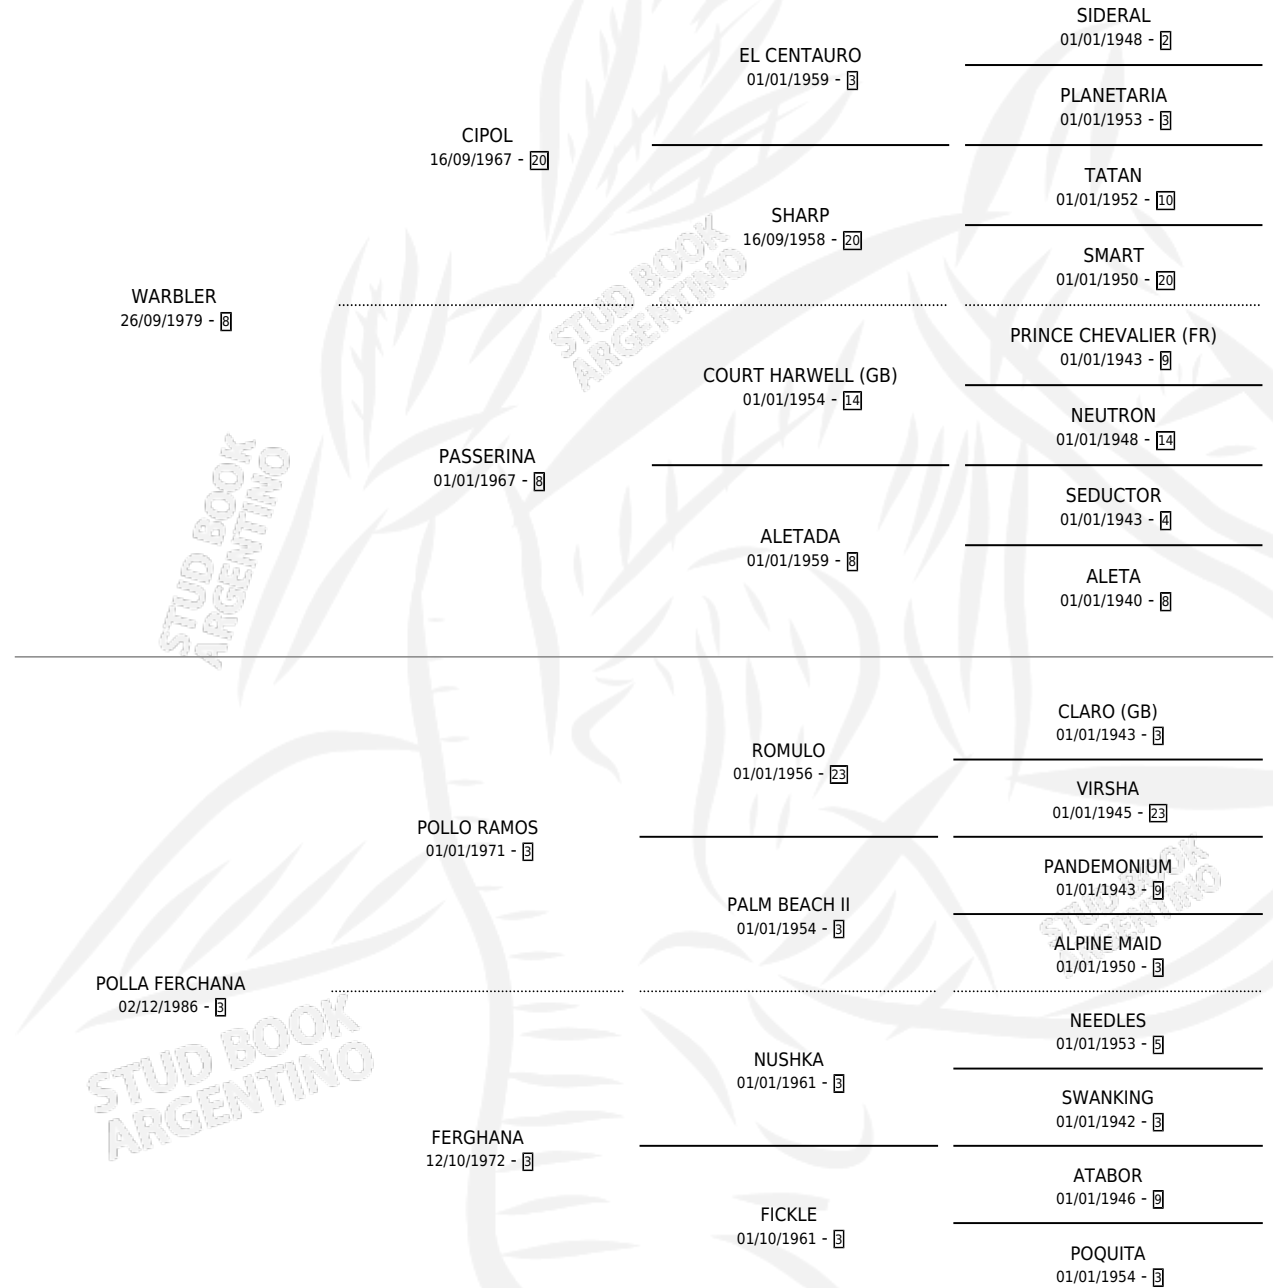 SIDERAL
01/01/1948 - 2
EL CENTAURO
01/01/1959 - 3
PLANETARIA
01/01/1953 - 3
CIPOL
16/09/1967 - 20
TATAN
01/01/1952 - 10
SHARP
16/09/1958 - 20
SMART
01/01/1950 - 20
WARBLER
26/09/1979 - 8
PRINCE CHEVALIER (FR)
01/01/1943 - 9
COURT HARWELL (GB)
01/01/1954 - 14
NEUTRON
01/01/1948 - 14
PASSERINA
01/01/1967 - 8
SEDUCTOR
01/01/1943 - 4
ALETADA
01/01/1959 - 8
ALETA
01/01/1940 - 8
CLARO (GB)
01/01/1943 - 3
ROMULO
01/01/1956 - 23
VIRSHA
01/01/1945 - 23
POLLO RAMOS
01/01/1971 - 3
PANDEMONIUM
01/01/1943 - 9
PALM BEACH II
01/01/1954 - 3
ALPINE MAID
01/01/1950 - 3
POLLA FERCHANA
02/12/1986 - 3
NEEDLES
01/01/1953 - 5
NUSHKA
01/01/1961 - 3
SWANKING
01/01/1942 - 3
FERGHANA
12/10/1972 - 3
ATABOR
01/01/1946 - 9
FICKLE
01/10/1961 - 3
POQUITA
01/01/1954 - 3
STUD BOOK
ARGENTINO
STUD BOOK
ARGENTINO
STUD BOOK
ARGENTINO
STUD BOOK
ARGENTINO